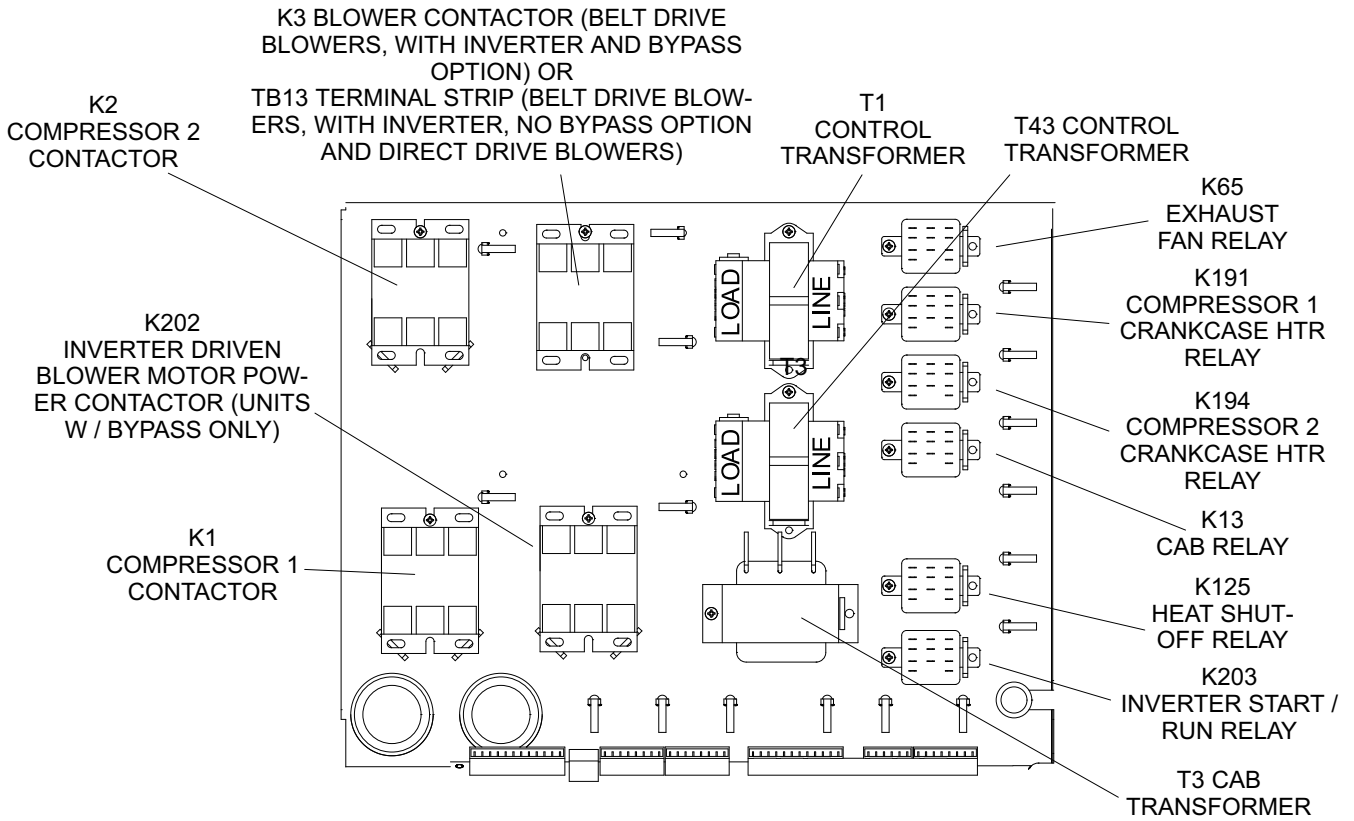 K3 BLOWER CONTACTOR (BELT DRIVE
BLOWERS, WITH INVERTER AND BYPASS
OPTION) OR
TB13 TERMINAL STRIP (BELT DRIVE BLOW-
ERS, WITH INVERTER, NO BYPASS OPTION
AND DIRECT DRIVE BLOWERS)
K2
COMPRESSOR 2
CONTACTOR
T1
CONTROL
TRANSFORMER
T43 CONTROL
TRANSFORMER
K65
EXHAUST
FAN RELAY
K191
COMPRESSOR 1
CRANKCASE HTR
RELAY
K202
INVERTER DRIVEN
BLOWER MOTOR POW-
ER CONTACTOR (UNITS
W / BYPASS ONLY)
LOAD
LINE
T3
LOAD
LINE
K194
COMPRESSOR 2
CRANKCASE HTR
RELAY
K1
COMPRESSOR 1
CONTACTOR
K13
CAB RELAY
K125
HEAT SHUT-
OFF RELAY
K203
INVERTER START /
RUN RELAY
T3 CAB
TRANSFORMER